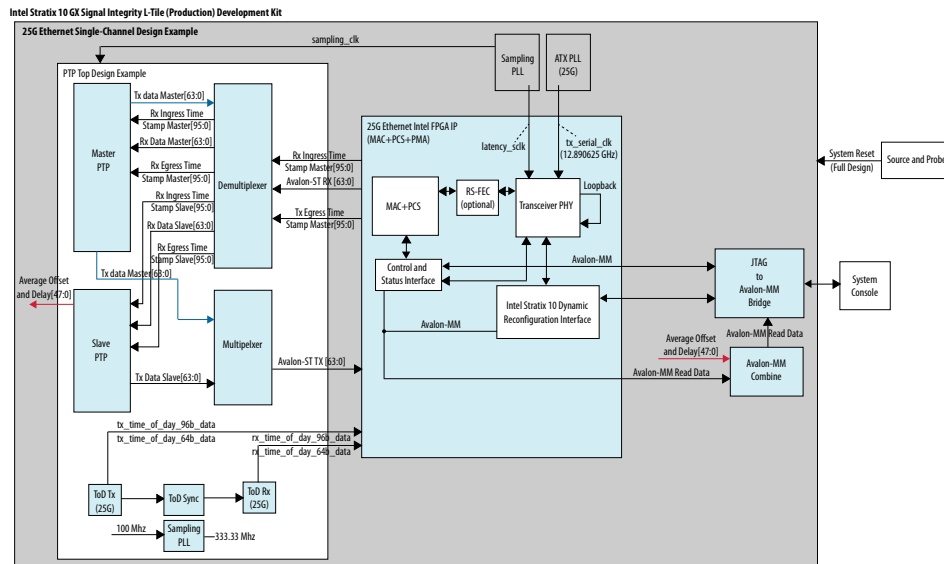 Intel Stratix 10 GX Signal Integrity L-Tile (Production) Development Kit
25G Ethernet Single-Channel Design Example
sampling_clk
Sampling
PLL
ATX PLL
(25G)
PTP Top Design Example
Tx data Master[63:0]
Rx Ingress Time
Stamp Master[95:0]
Rx Data Master[63:0]
Rx Egress Time
Stamp Master[95:0]
Rx Ingress Time
Stamp Slave[95:0]
Rx Data Slave[63:0]
Rx Egress Time
Stamp Slave[95:0]
Master
PTP
Demultiplexer
Tx data Master[63:0]
Average Offset
and Delay[47:0]
Slave
PTP
Multipelxer
Tx Data Slave[63:0]
Rx Ingress Time
Stamp Master[95:0]
Avalon-ST RX [63:0]
Tx Egress Time
Stamp Master[95:0]
Avalon-ST TX [63:0]
25G Ethernet Intel FPGA IP
(MAC+PCS+PMA)
latency_sclk
tx_serial_clk
(12.890625 GHz)
MAC+PCS
RS-FEC
(optional)
Transceiver PHY
Loopback
Control and
Status Interface
Avalon-MM
Intel Stratix 10 Dynamic
Reconfiguration Interface
Avalon-MM
Avalon-MM Read Data
System Reset
(Full Design)
Source and Probe
JTAG
to
Avalon-MM
Bridge
System
Console
Avalon-MM Read Data
Average Offset
and Delay[47:0]
Avalon-MM
Combine
tx_time_of_day_96b_data
tx_time_of_day_64b_data
rx_time_of_day_96b_data
rx_time_of_day_64b_data
ToD Tx
(25G)
ToD Sync
ToD Rx
(25G)
100 Mhz
Sampling
PLL
333.33 Mhz